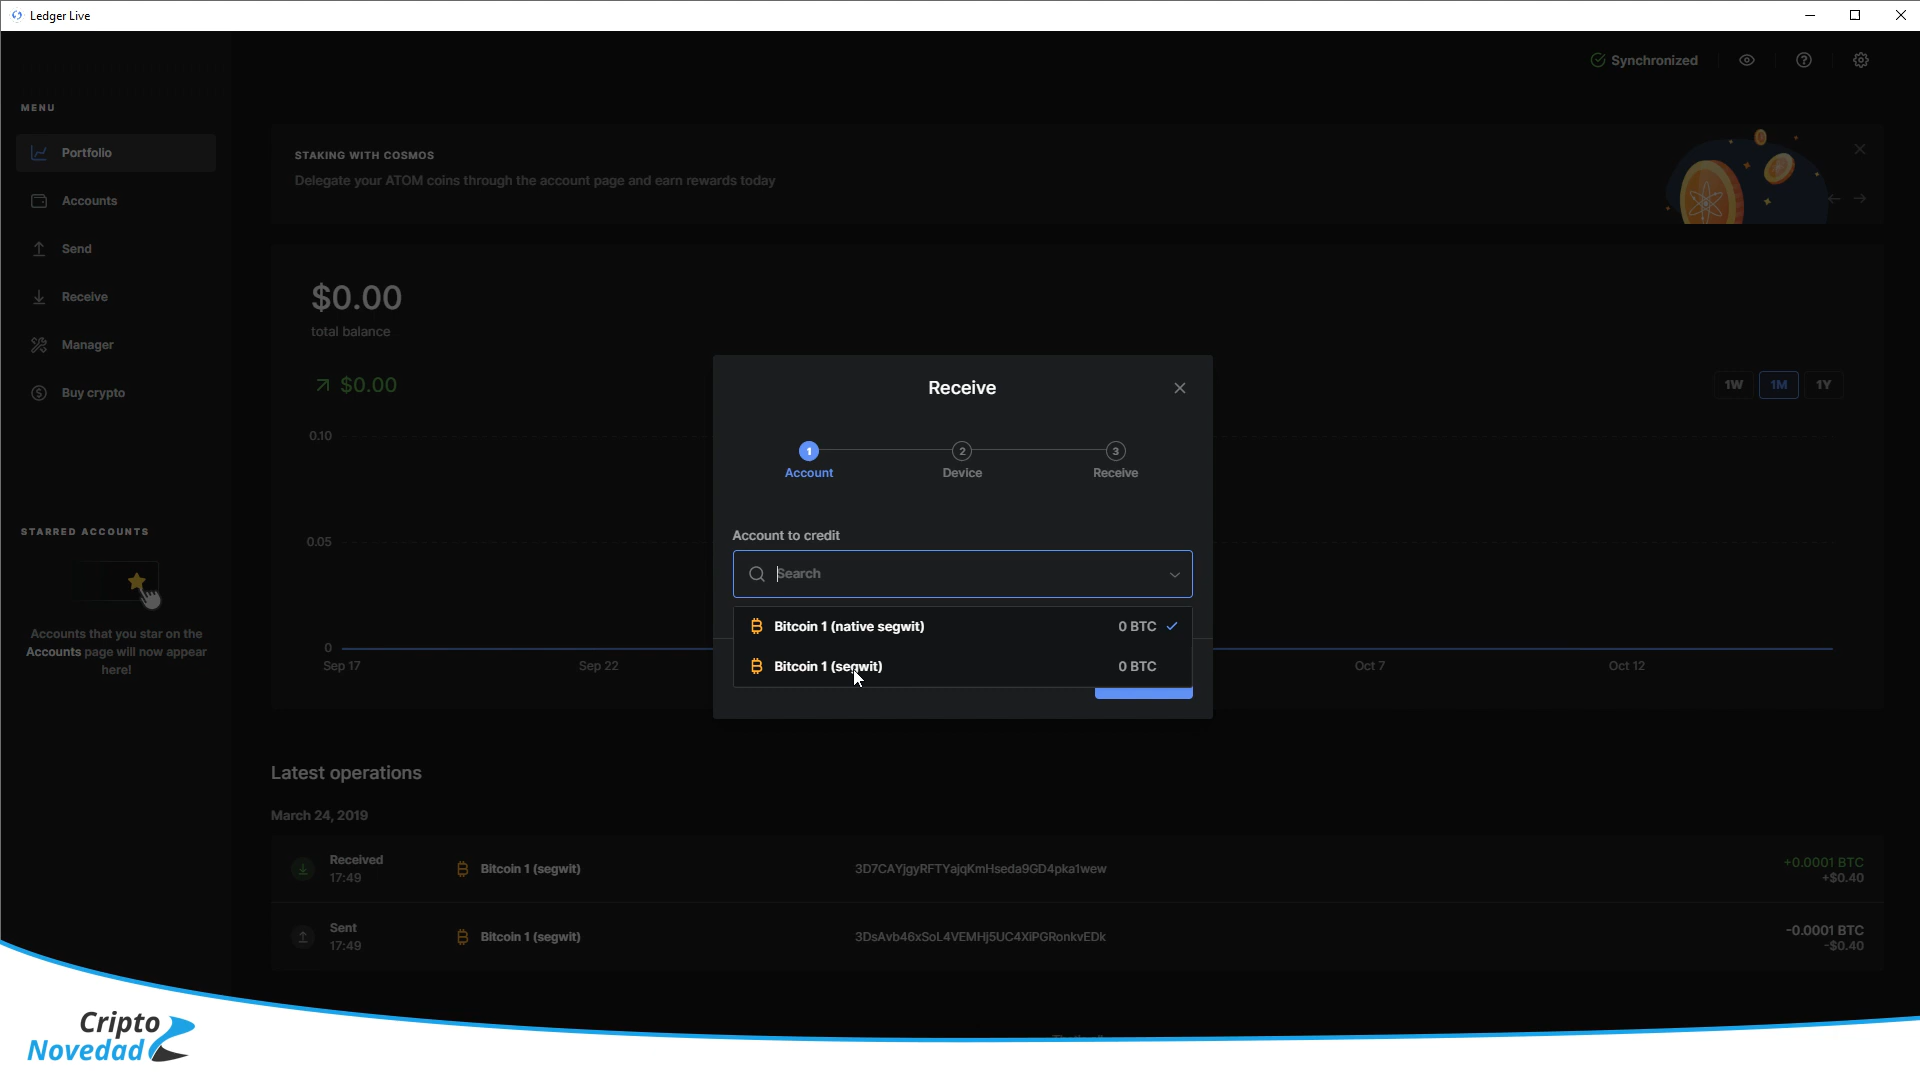 Ledger Live
Synchronized
MENU
Portfolio
Accounts
Send
Receive
Manager
Buy crypto
STARRED ACCOUNTS
Accounts that you star on the
Accounts page will now appear
here!
STAKING WITH COSMOS
Delegate your ATOM coins through the account page and earn rewards today
$0.00
total balance
$0.00
1W 1M 1Y
0.10
0.05
0
Sep 17 Sep 22 Oct 7 Oct 12
Receive
1 2 3
Account Device Receive
Account to credit
Search
Bitcoin 1 (native segwit) 0 BTC
Bitcoin 1 (segwit) 0 BTC
Latest operations
March 24, 2019
Received
17:49
Bitcoin 1 (segwit)
3D7CAYjgyRFTYajqKmHseda9GD4pka1wew
+0.0001 BTC
+$0.40
Sent
17:49
Bitcoin 1 (segwit)
3DsAvb46xSoL4VEMHj5UC4XiPGRonkvEDk
-0.0001 BTC
-$0.40
Cripto
Novedad